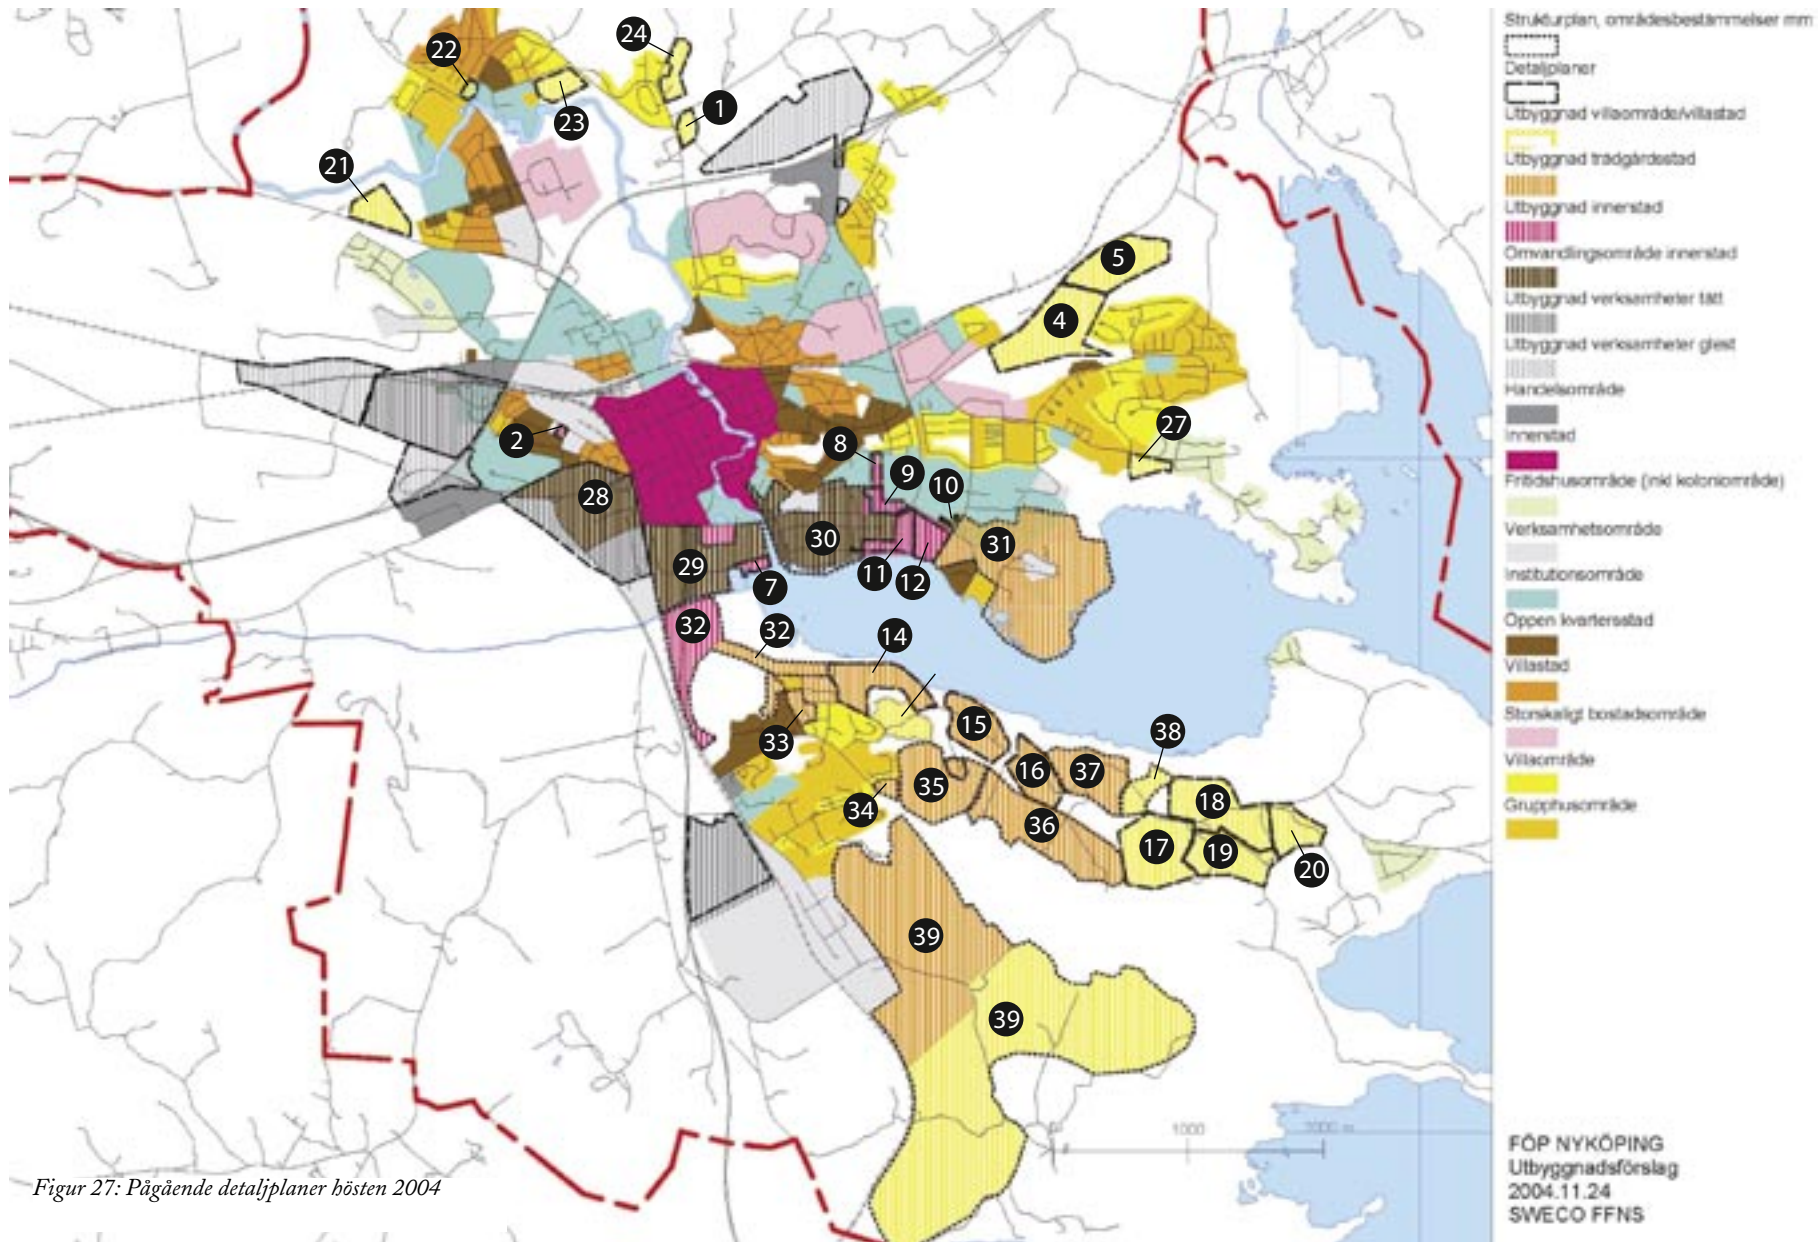 24
22
1
23
21
5
4
27
2
8
9
10
28
30
31
29
11
12
7
32
32
14
15
38
33
16
37
35
18
34
36
17
19
20
39
39
1000
Figur 27: Pågående detaljplaner hösten 2004
Strukturplan, områdesbestämmelser mm
Detaljplaner
Utbyggnad villaområde/villastad
Utbyggnad trädgårdsstad
Utbyggnad innerstad
Omvandlingsområde innerstad
Utbyggnad verksamheter tätt
Utbyggnad verksamheter glest
Handelsområde
Innerstad
Fritidshusområde (inkl koloniområde)
Verksamhetsområde
Institutionsområde
Öppen kvartersstad
Villastad
Storskaligt bostadsområde
Villaområde
Grupphusområde
FÖP NYKÖPING
Utbyggnadsförslag
2004.11.24
SWECO FFNS